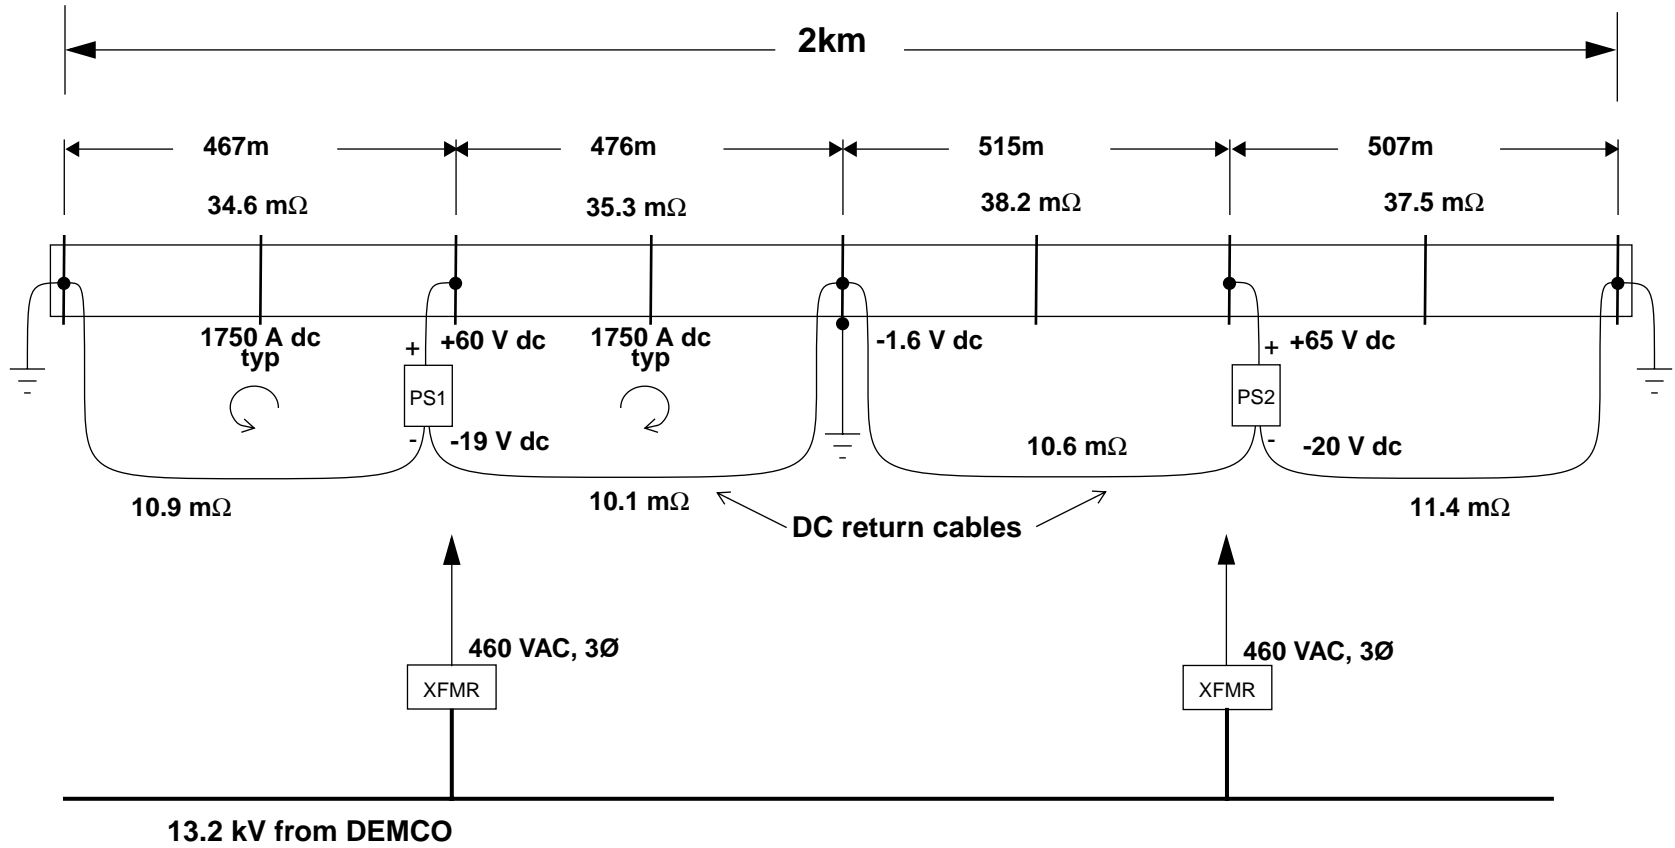 2km
467m
476m
515m
507m
34.6 mΩ
35.3 mΩ
38.2 mΩ
37.5 mΩ
1750 A dc
typ
+
+60 V dc
1750 A dc
typ
-1.6 V dc
+
+65 V dc
PS1
PS2
-
-19 V dc
-
-20 V dc
10.9 mΩ
10.1 mΩ
10.6 mΩ
11.4 mΩ
DC return cables
460 VAC, 3Ø
460 VAC, 3Ø
XFMR
XFMR
13.2 kV from DEMCO